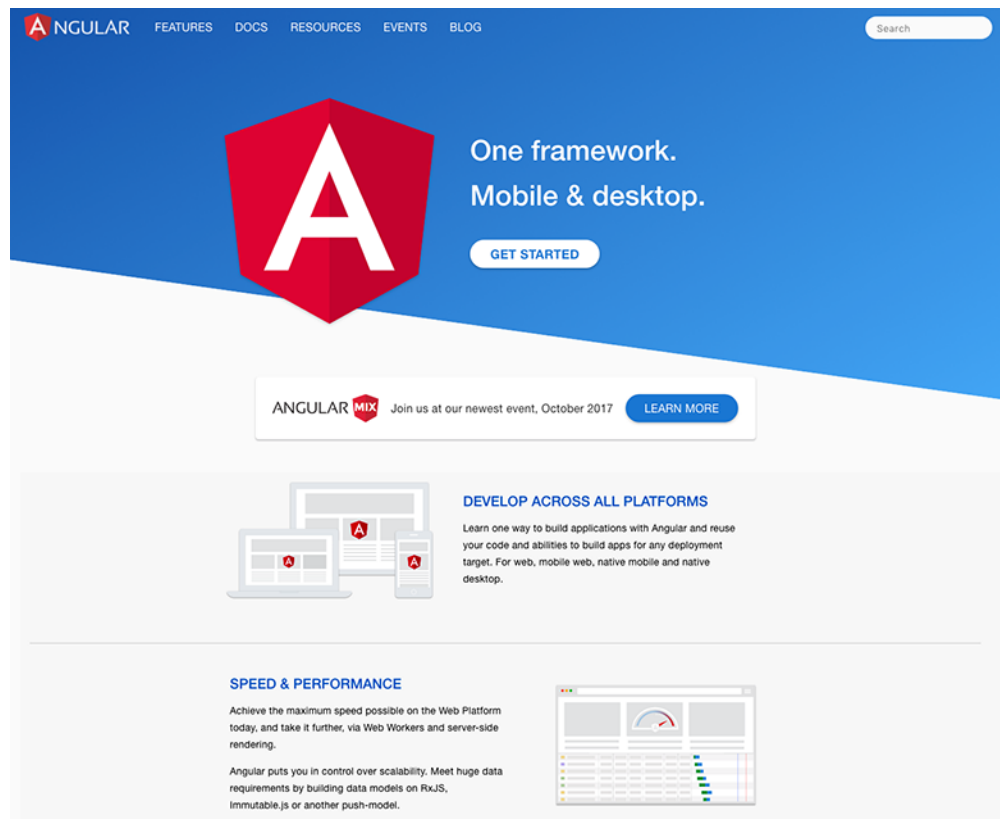 ANGULAR FEATURES DOCS RESOURCES EVENTS BLOG Search
A
One framework.
Mobile & desktop.
GET STARTED
ANGULAR MIX Join us at our newest event, October 2017 LEARN MORE
DEVELOP ACROSS ALL PLATFORMS
Learn one way to build applications with Angular and reuse
your code and abilities to build apps for any deployment
target. For web, mobile web, native mobile and native
desktop.
A
A
A
SPEED & PERFORMANCE
Achieve the maximum speed possible on the Web Platform
today, and take it further, via Web Workers and server-side
rendering.
Angular puts you in control over scalability. Meet huge data
requirements by building data models on RxJS,
Immutable.js or another push-model.